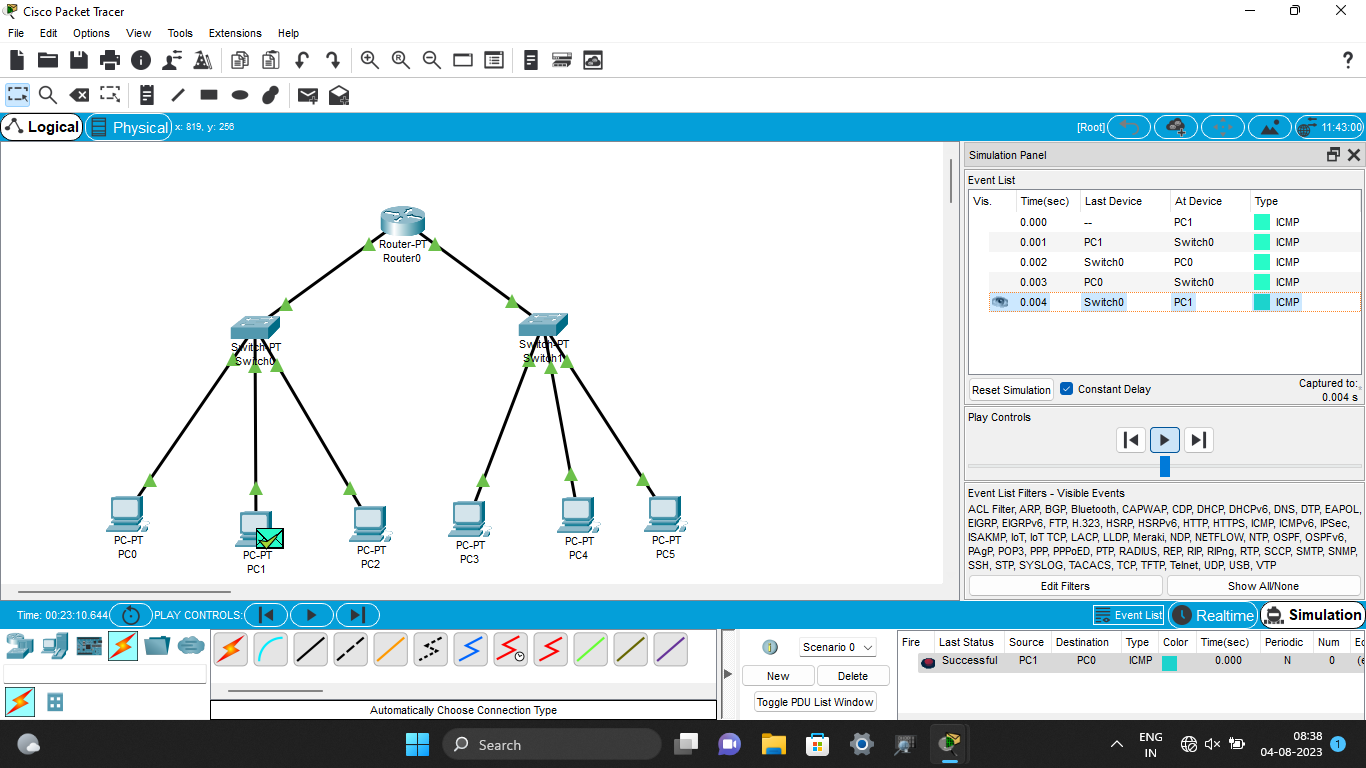 Cisco Packet Tracer
File Edit Options View Tools Extensions Help
?
Logical Physical x: 819, y: 256 [Root] 11:43:00
Simulation Panel
Event List
Vis. Time(sec) Last Device At Device Type
0.000 -- PC1 ICMP
0.001 PC1 Switch0 ICMP
0.002 Switch0 PC0 ICMP
0.003 PC0 Switch0 ICMP
0.004 Switch0 PC1 ICMP
Reset Simulation Constant Delay Captured to:
0.004 s
Play Controls
Event List Filters - Visible Events
ACL Filter, ARP, BGP, Bluetooth, CAPWAP, CDP, DHCP, DHCPv6, DNS, DTP, EAPOL,
EIGRP, EIGRPv6, FTP, H.323, HSRP, HSRPv6, HTTP, HTTPS, ICMP, ICMPv6, IPSec,
ISAKMP, IoT, IoT TCP, LACP, LLDP, Meraki, NDP, NETFLOW, NTP, OSPF, OSPFv6,
PAgP, POP3, PPP, PPPoED, PTP, RADIUS, REP, RIP, RIPng, RTP, SCCP, SMTP, SNMP,
SSH, STP, SYSLOG, TACACS, TCP, TFTP, Telnet, UDP, USB, VTP
Edit Filters Show All/None
Router-PT
Router0
Switch-PT
Switch0
Switch-PT
Switch1
PC-PT
PC0
PC-PT
PC1
PC-PT
PC2
PC-PT
PC3
PC-PT
PC4
PC-PT
PC5
Time: 00:23:10.644 PLAY CONTROLS: Event List Realtime Simulation
Automatically Choose Connection Type
Scenario 0
New Delete
Toggle PDU List Window
Fire Last Status Source Destination Type Color Time(sec) Periodic Num Ec
Successful PC1 PC0 ICMP 0.000 N 0 (e
Search
ENG
IN
08:38
04-08-2023
1